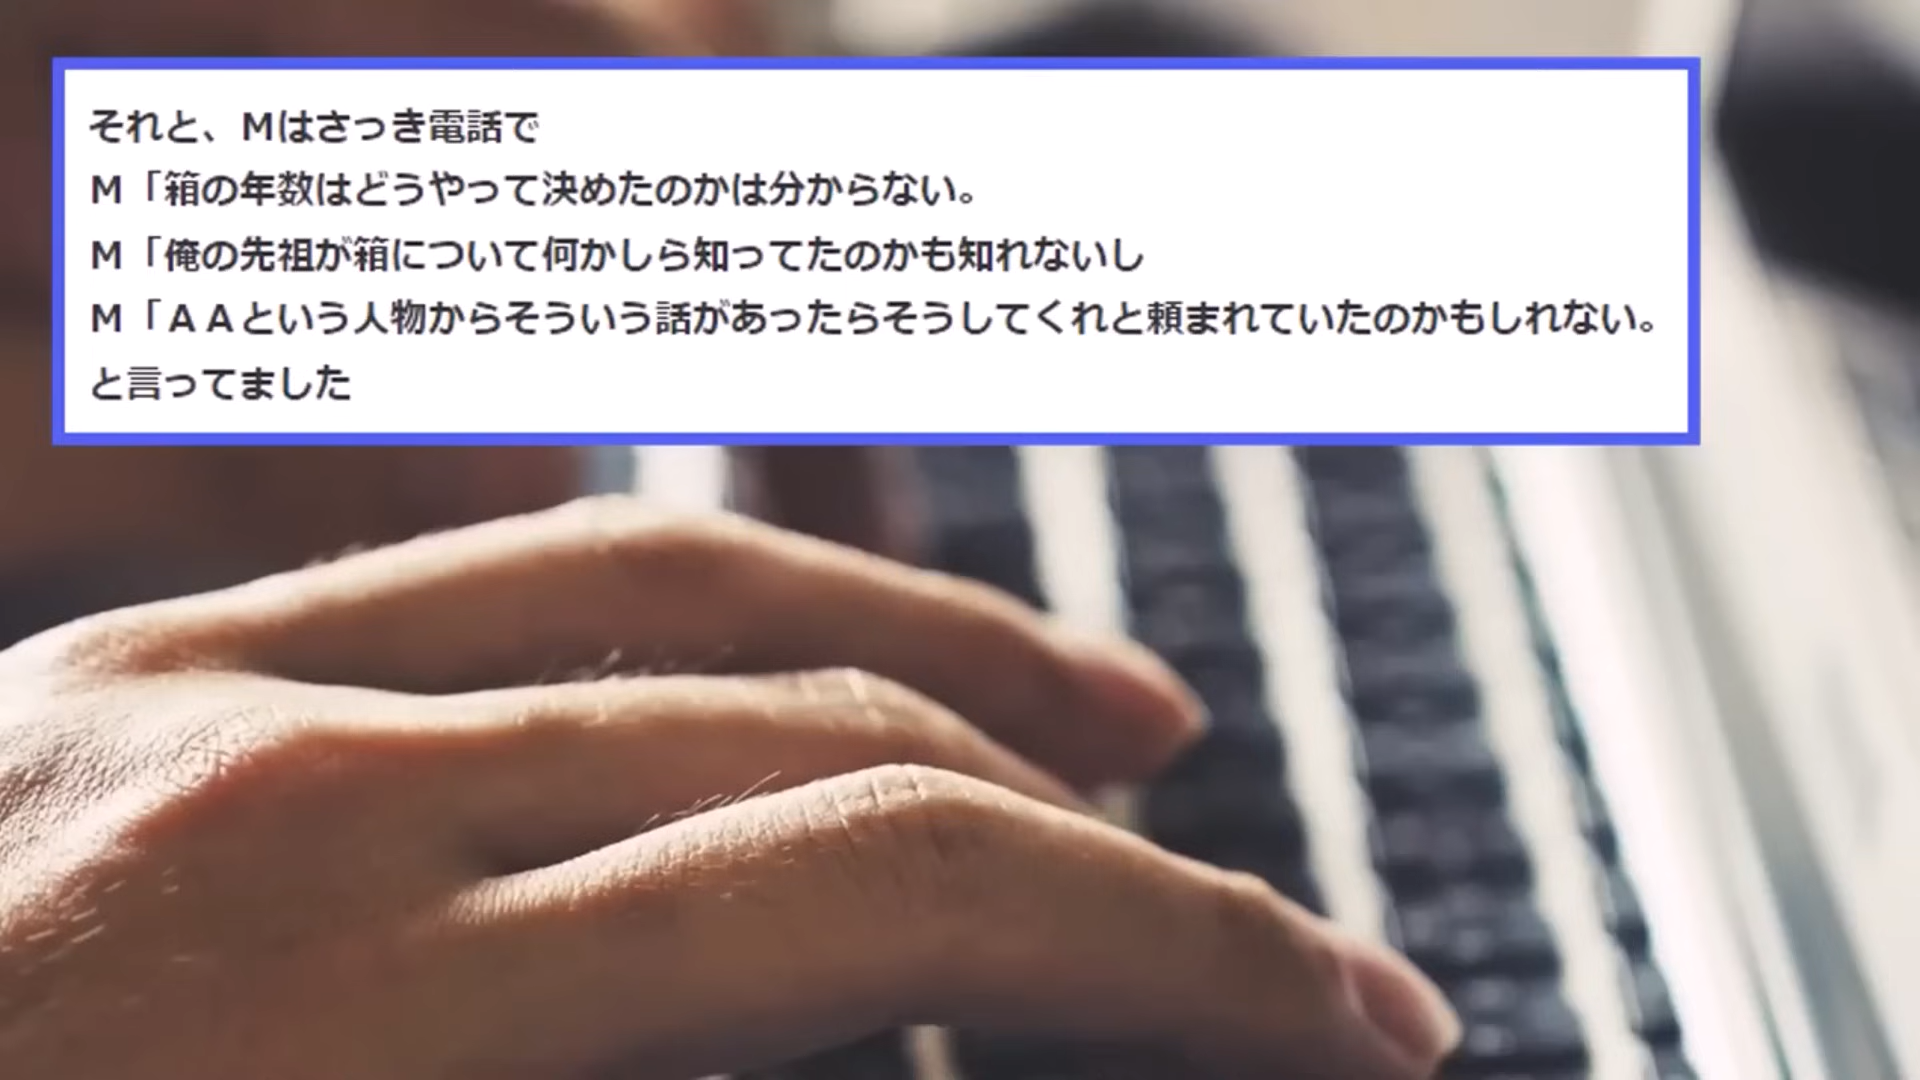 それと、Ｍはさっき電話で
Ｍ「箱の年数はどうやって決めたのかは分からない。
Ｍ「俺の先祖が箱について何かしら知ってたのかも知れないし
Ｍ「ＡＡという人物からそういう話があったらそうしてくれと頼まれていたのかもしれない。
と言ってました